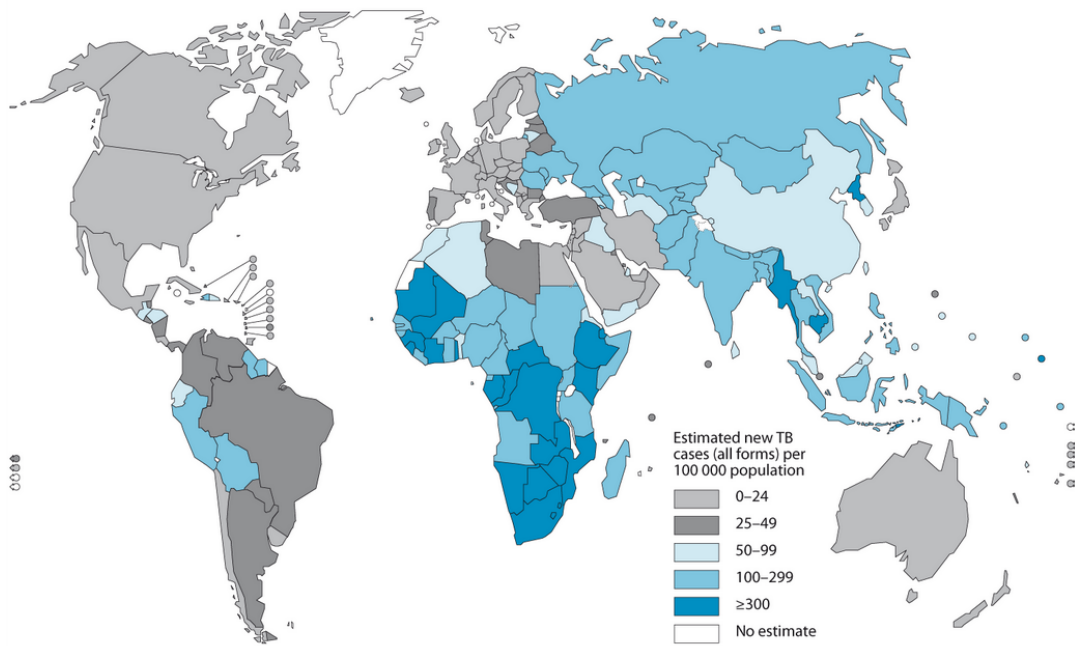 Estimated new TB
cases (all forms) per
100 000 population
0–24
25–49
50–99
100–299
≥300
No estimate